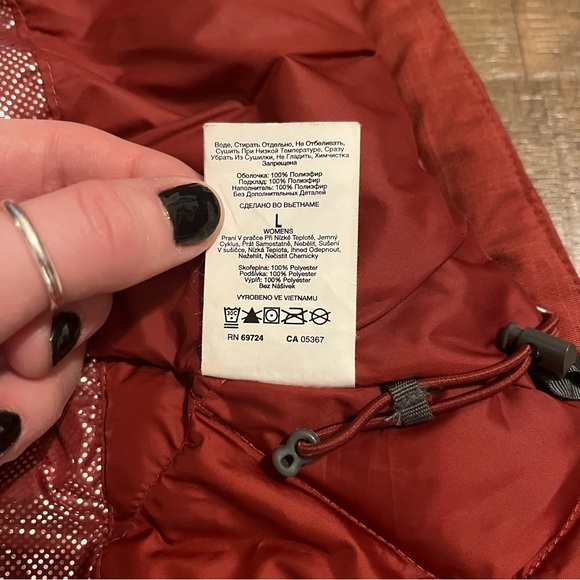 Воде, Стирать Отдельно, Не Отбеливать,
Сушить При Низкой Температуре, Сразу
Убрать Из Сушилки, Не Гладить, Химчистка
Запрещена
Оболочка: 100% Полиэфир
Подклад: 100% Полиэфир
Наполнитель: 100% Полиэфир
Без Дополнительных Деталей
СДЕЛАНО ВО ВЬЕТНАМЕ
L
WOMENS
Praní V pračce Při Nízké Teplotě, Jemný
Cyklus, Prát Samostatně, Nebělit, Sušení
V sušičce, Nízká Teplota, Ihned Odepnout,
Nežehlit, Nečistit Chemicky
Skořepina: 100% Polyester
Podšívka: 100% Polyester
Výplň: 100% Polyester
Bez Nášivek
VYROBENO VE VIETNAMU
30C
RN 69724 CA 05367